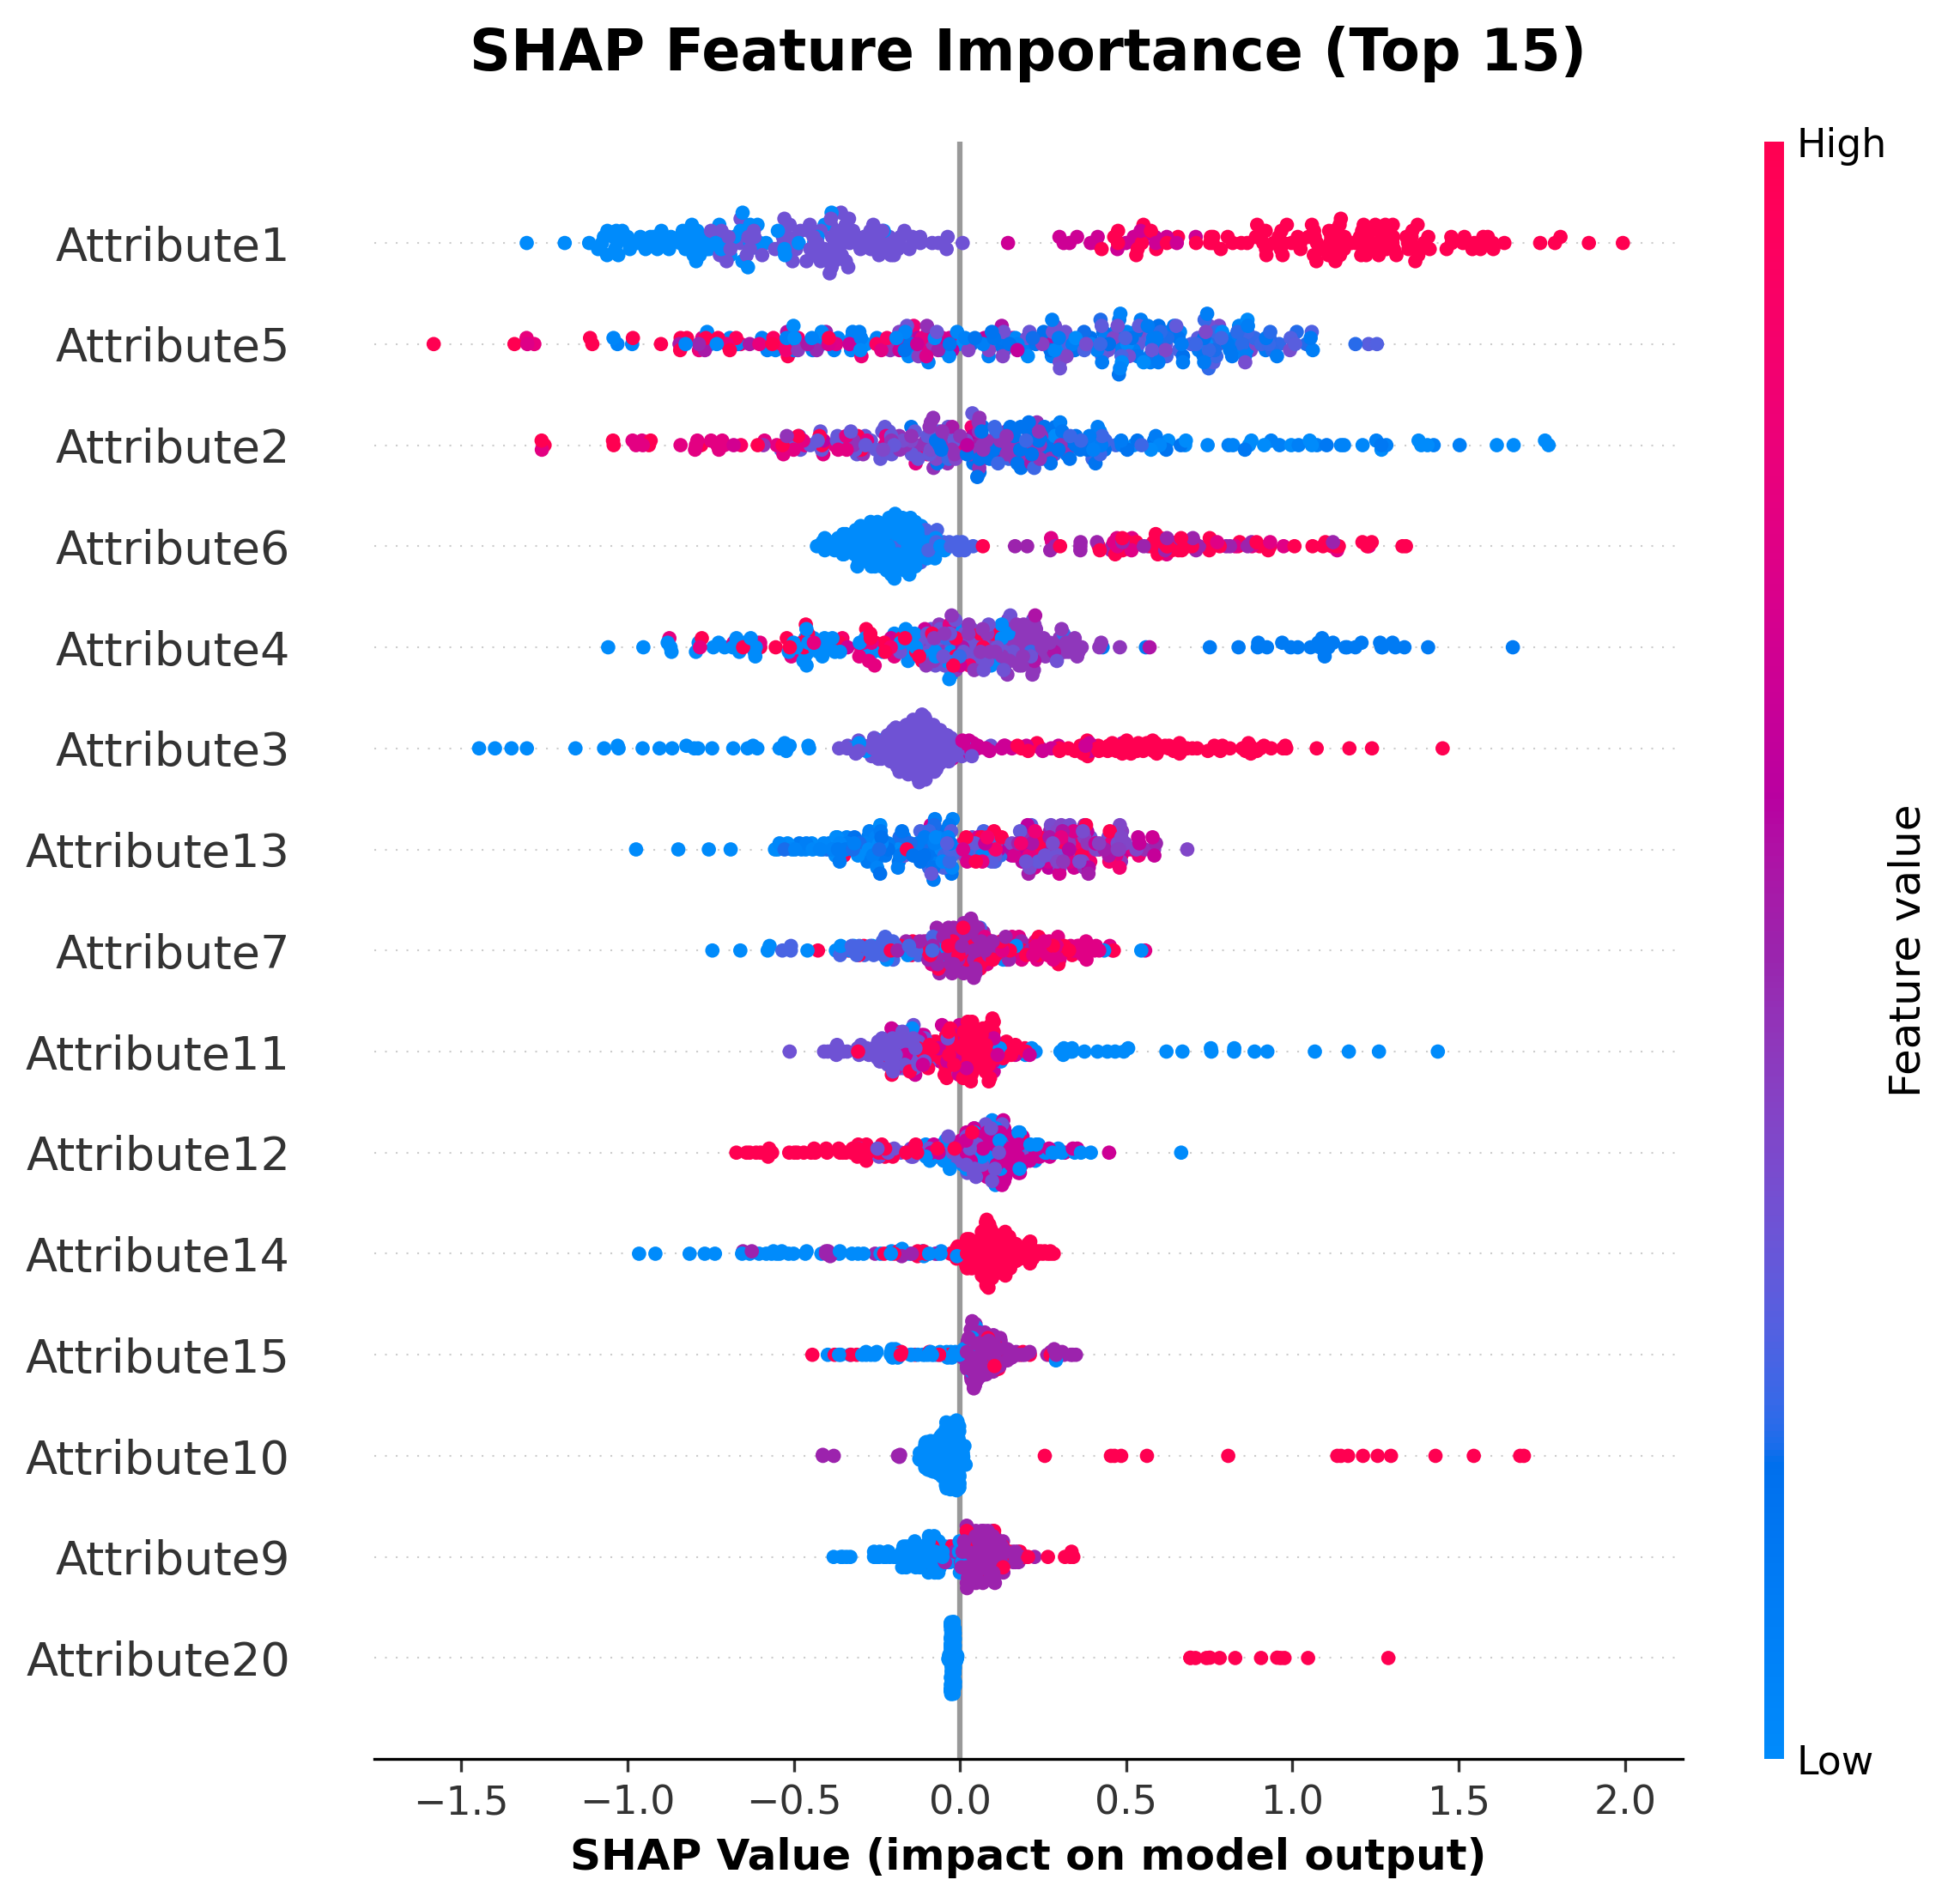 SHAP Feature Importance (Top 15)
High
Attribute1
Attribute5
Attribute2
Attribute6
Attribute4
Attribute3
Attribute13
Attribute7
Attribute11
Attribute12
Attribute14
Attribute15
Attribute10
Attribute9
Attribute20
Feature value
Low
−1.5 −1.0 −0.5 0.0 0.5 1.0 1.5 2.0
SHAP Value (impact on model output)